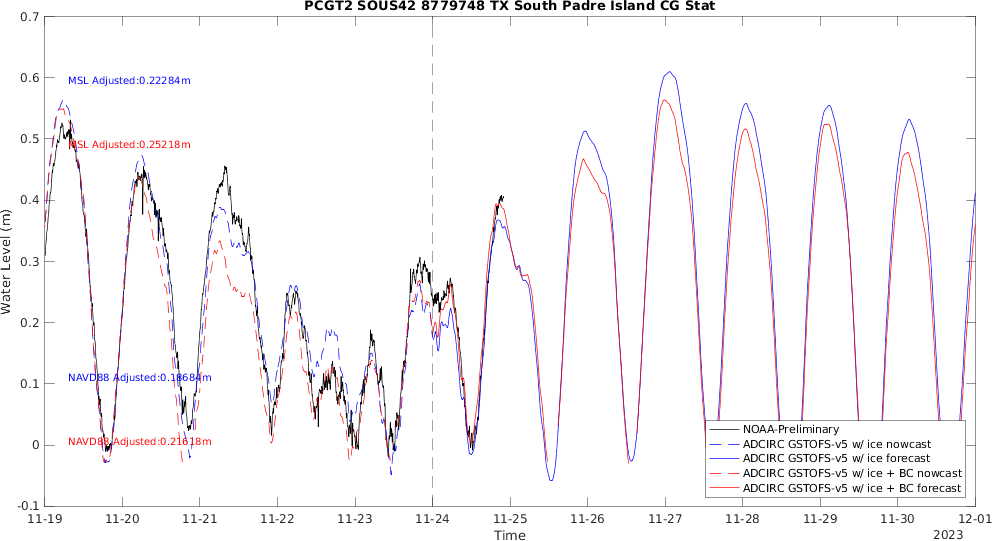 PCGT2 SOUS42 8779748 TX South Padre Island CG Stat
0.7
0.6
0.5
0.4
0.3
0.2
0.1
0
-0.1
Water Level (m)
MSL Adjusted:0.22284m
MSL Adjusted:0.25218m
NAVD88 Adjusted:0.18684m
NAVD88 Adjusted:0.21618m
NOAA-Preliminary
ADCIRC GSTOFS-v5 w/ ice nowcast
ADCIRC GSTOFS-v5 w/ ice forecast
ADCIRC GSTOFS-v5 w/ ice + BC nowcast
ADCIRC GSTOFS-v5 w/ ice + BC forecast
11-19 11-20 11-21 11-22 11-23 11-24 11-25 11-26 11-27 11-28 11-29 11-30 12-01
Time
2023